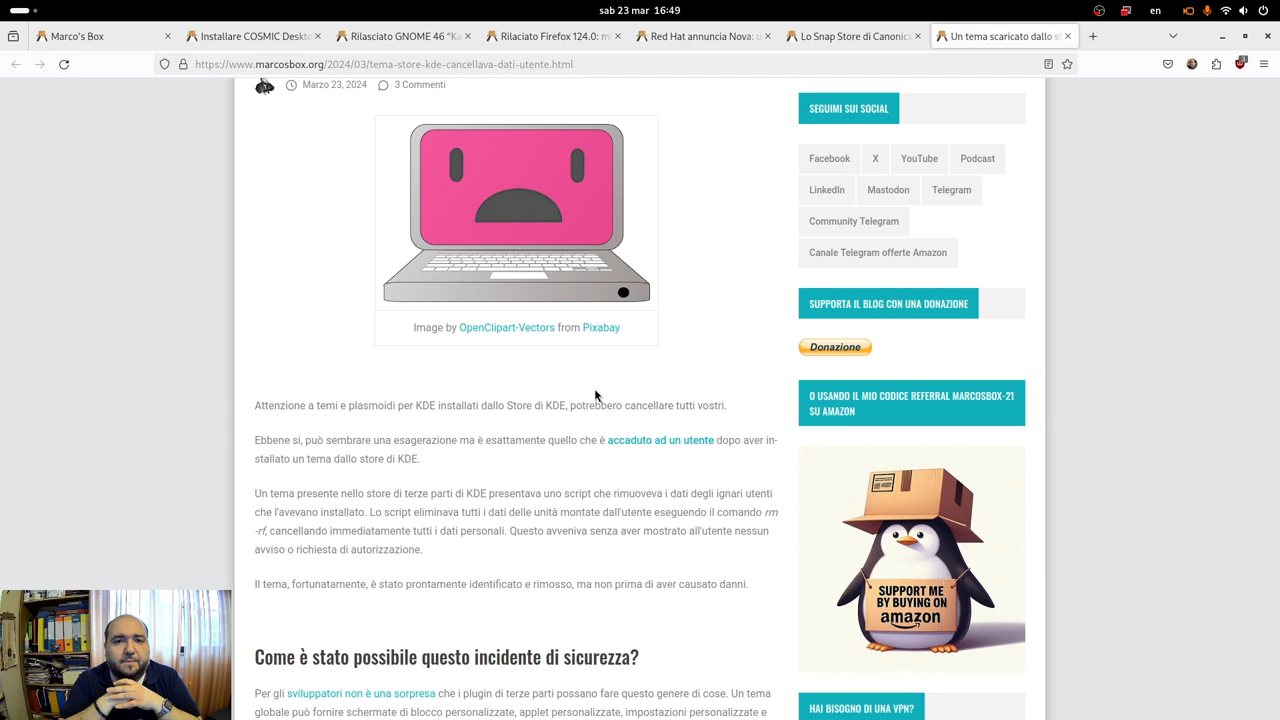 sab 23 mar 16:49
en
Marco's Box
Installare COSMIC Deskto
Rilasciato GNOME 46 "Ka
Rilaciato Firefox 124.0: m
Red Hat annuncia Nova: u
Lo Snap Store di Canonica
Un tema scaricato dallo st
https://www.marcosbox.org/2024/03/tema-store-kde-cancellava-dati-utente.html
Marzo 23, 2024
3 Commenti
Image by OpenClipart-Vectors from Pixabay
Attenzione a temi e plasmoidi per KDE installati dallo Store di KDE, potrebbero cancellare tutti vostri.
Ebbene si, può sembrare una esagerazione ma è esattamente quello che è accaduto ad un utente dopo aver in-
stallato un tema dallo store di KDE.
Un tema presente nello store di terze parti di KDE presentava uno script che rimuoveva i dati degli ignari utenti
che l'avevano installato. Lo script eliminava tutti i dati delle unità montate dall'utente eseguendo il comando rm
-rf, cancellando immediatamente tutti i dati personali. Questo avveniva senza aver mostrato all'utente nessun
avviso o richiesta di autorizzazione.
Il tema, fortunatamente, è stato prontamente identificato e rimosso, ma non prima di aver causato danni.
Come è stato possibile questo incidente di sicurezza?
Per gli sviluppatori non è una sorpresa che i plugin di terze parti possano fare questo genere di cose. Un tema
globale può fornire schermate di blocco personalizzate, applet personalizzate, impostazioni personalizzate e
SEGUIMI SUI SOCIAL
Facebook
X
YouTube
Podcast
LinkedIn
Mastodon
Telegram
Community Telegram
Canale Telegram offerte Amazon
SUPPORTA IL BLOG CON UNA DONAZIONE
Donazione
O USANDO IL MIO CODICE REFERRAL MARCOSBOX-21
SU AMAZON
SUPPORT ME
BY BUYING ON
amazon
HAI BISOGNO DI UNA VPN?